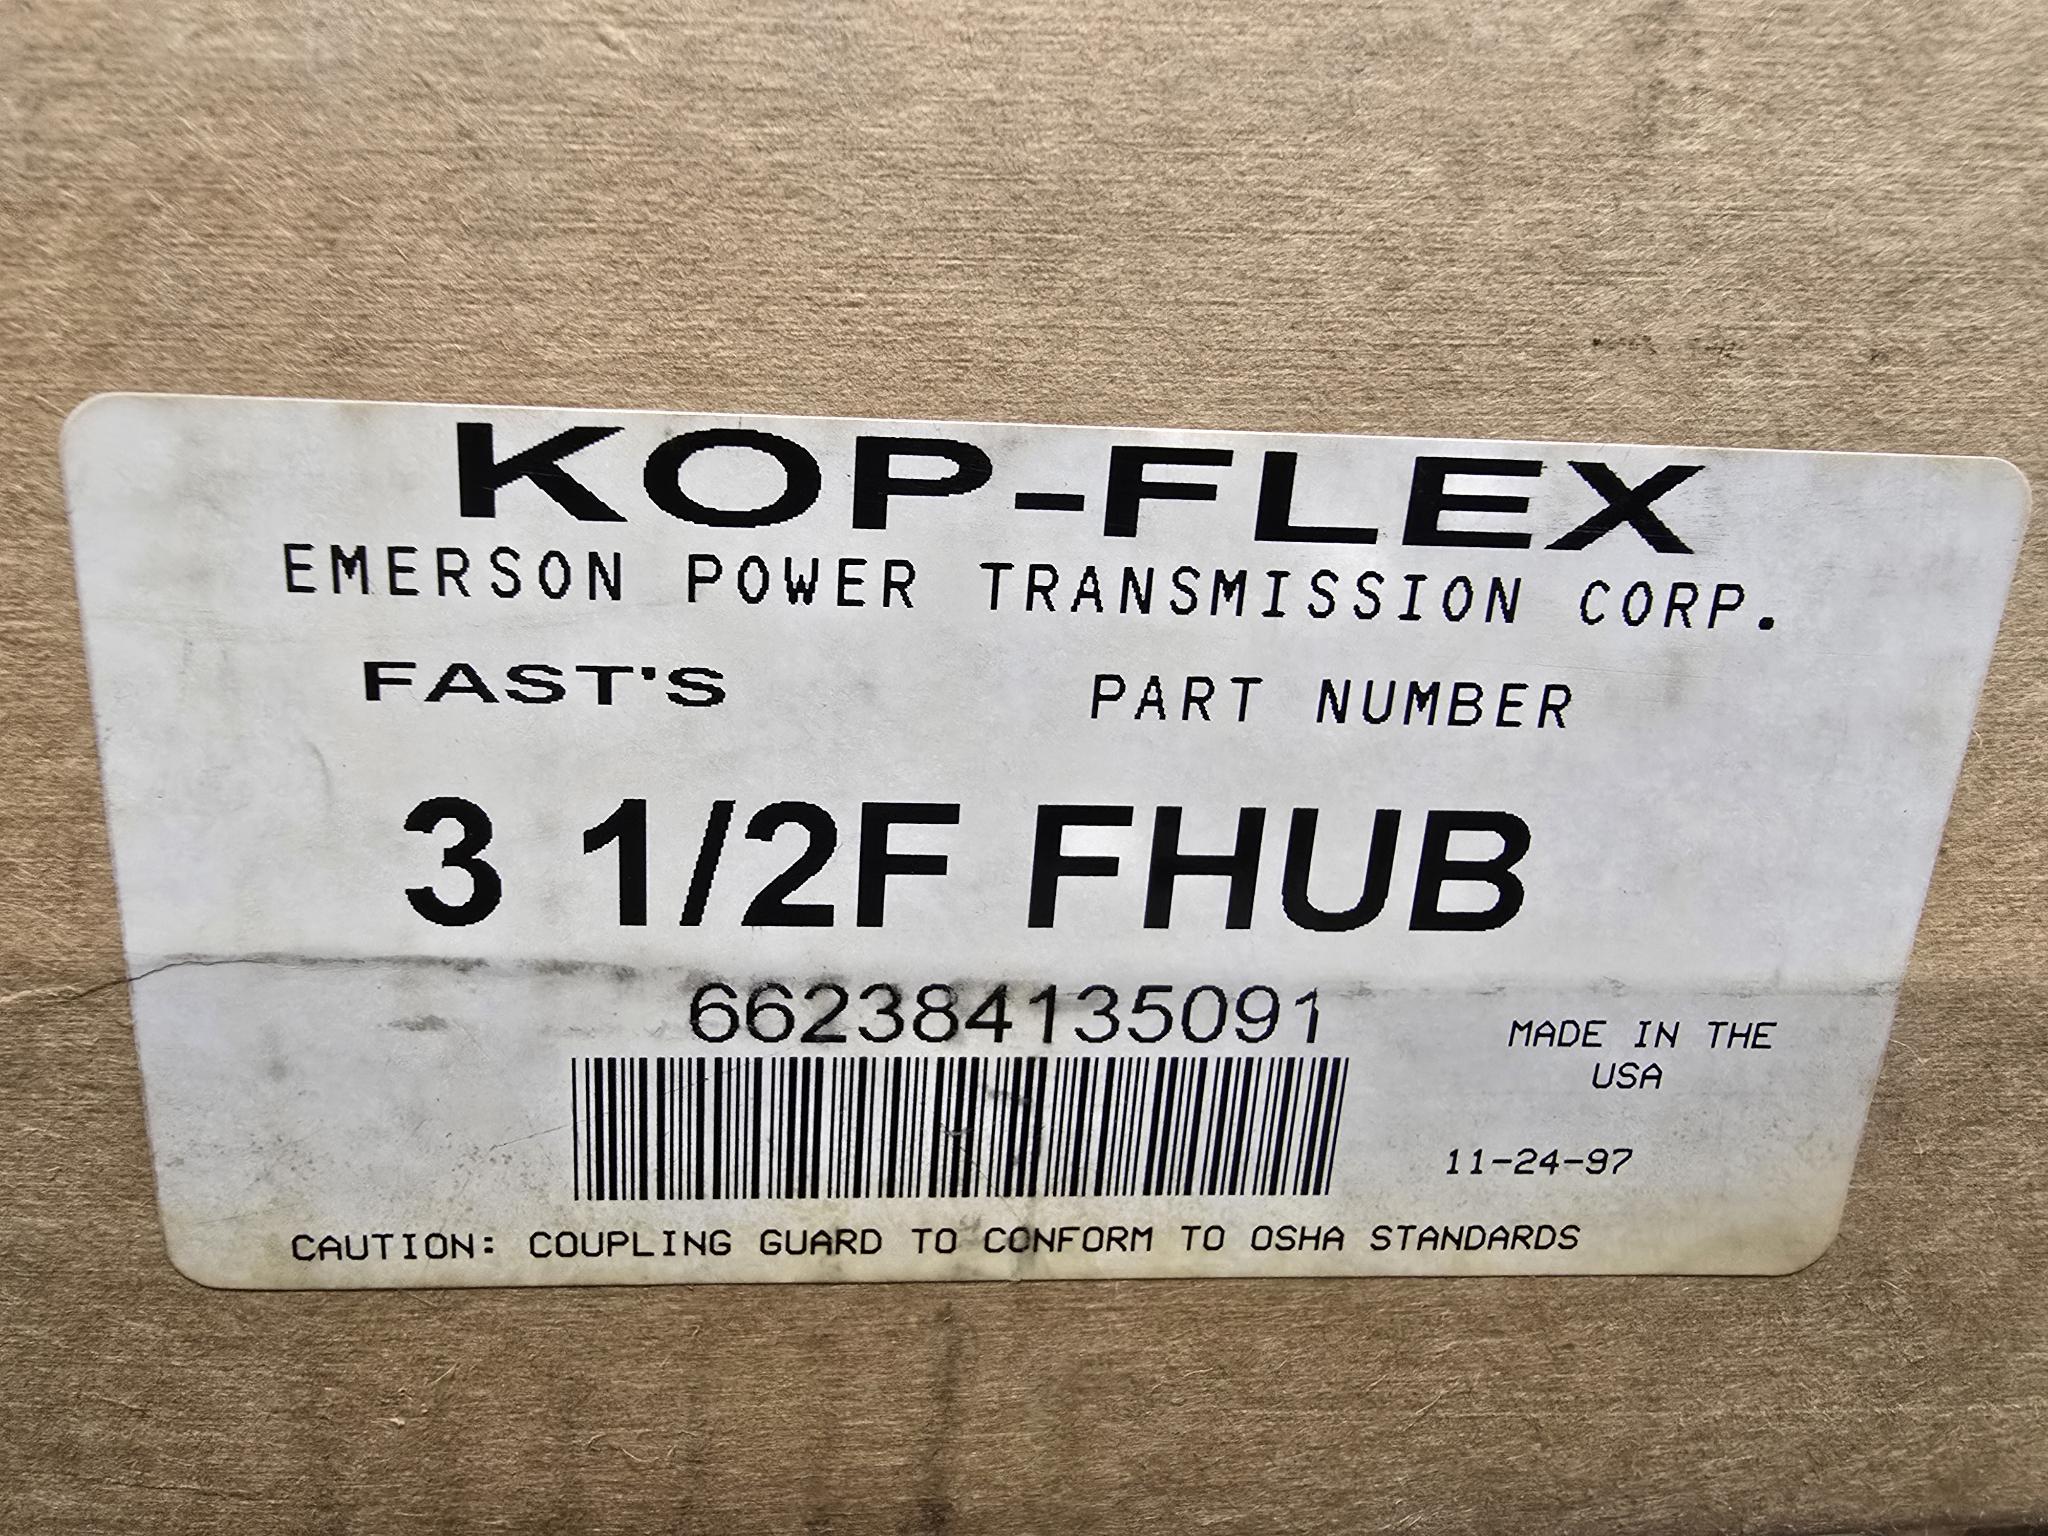 KOP-FLEX
EMERSON POWER TRANSMISSION CORP.
FAST'S PART NUMBER
3 1/2F FHUB
662384135091
MADE IN THE
USA
11-24-97
CAUTION: COUPLING GUARD TO CONFORM TO OSHA STANDARDS